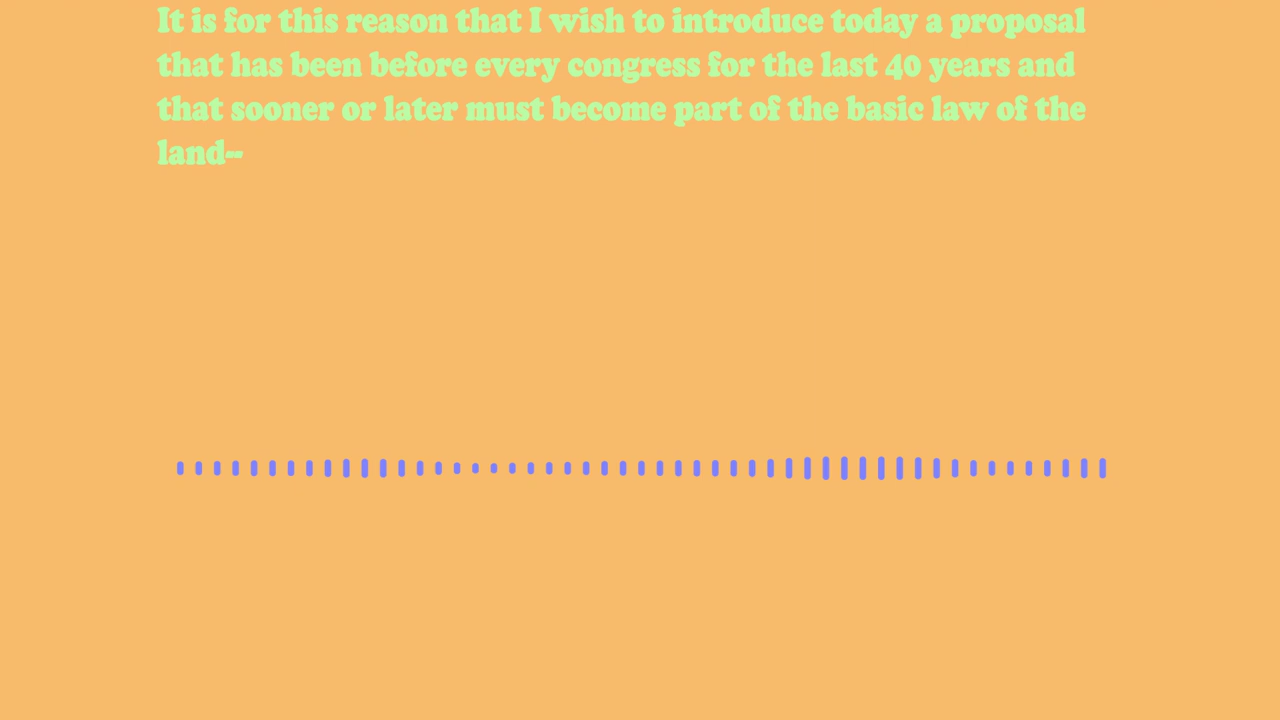 It is for this reason that I wish to introduce today a proposal
that has been before every congress for the last 40 years and
that sooner or later must become part of the basic law of the
land--